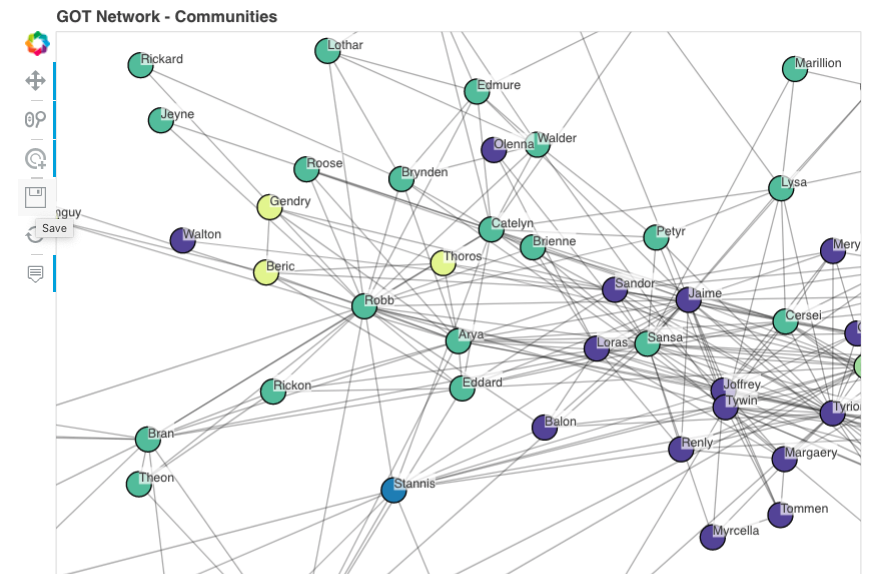 GOT Network - Communities
Rickard
Lothar
Marillion
Edmure
Jeyne
Olenna
Walder
Roose
Brynden
Lysa
Gendry
nguy
Save
Walton
Catelyn
Brienne
Petyr
Mery
Beric
Thoros
Sandor
Jaime
Robb
Cersei
Arya
Loras
Sansa
Rickon
Eddard
Joffrey
Tywin
Tyrio
Balon
Bran
Renly
Margaery
Theon
Stannis
Tommen
Myrcella